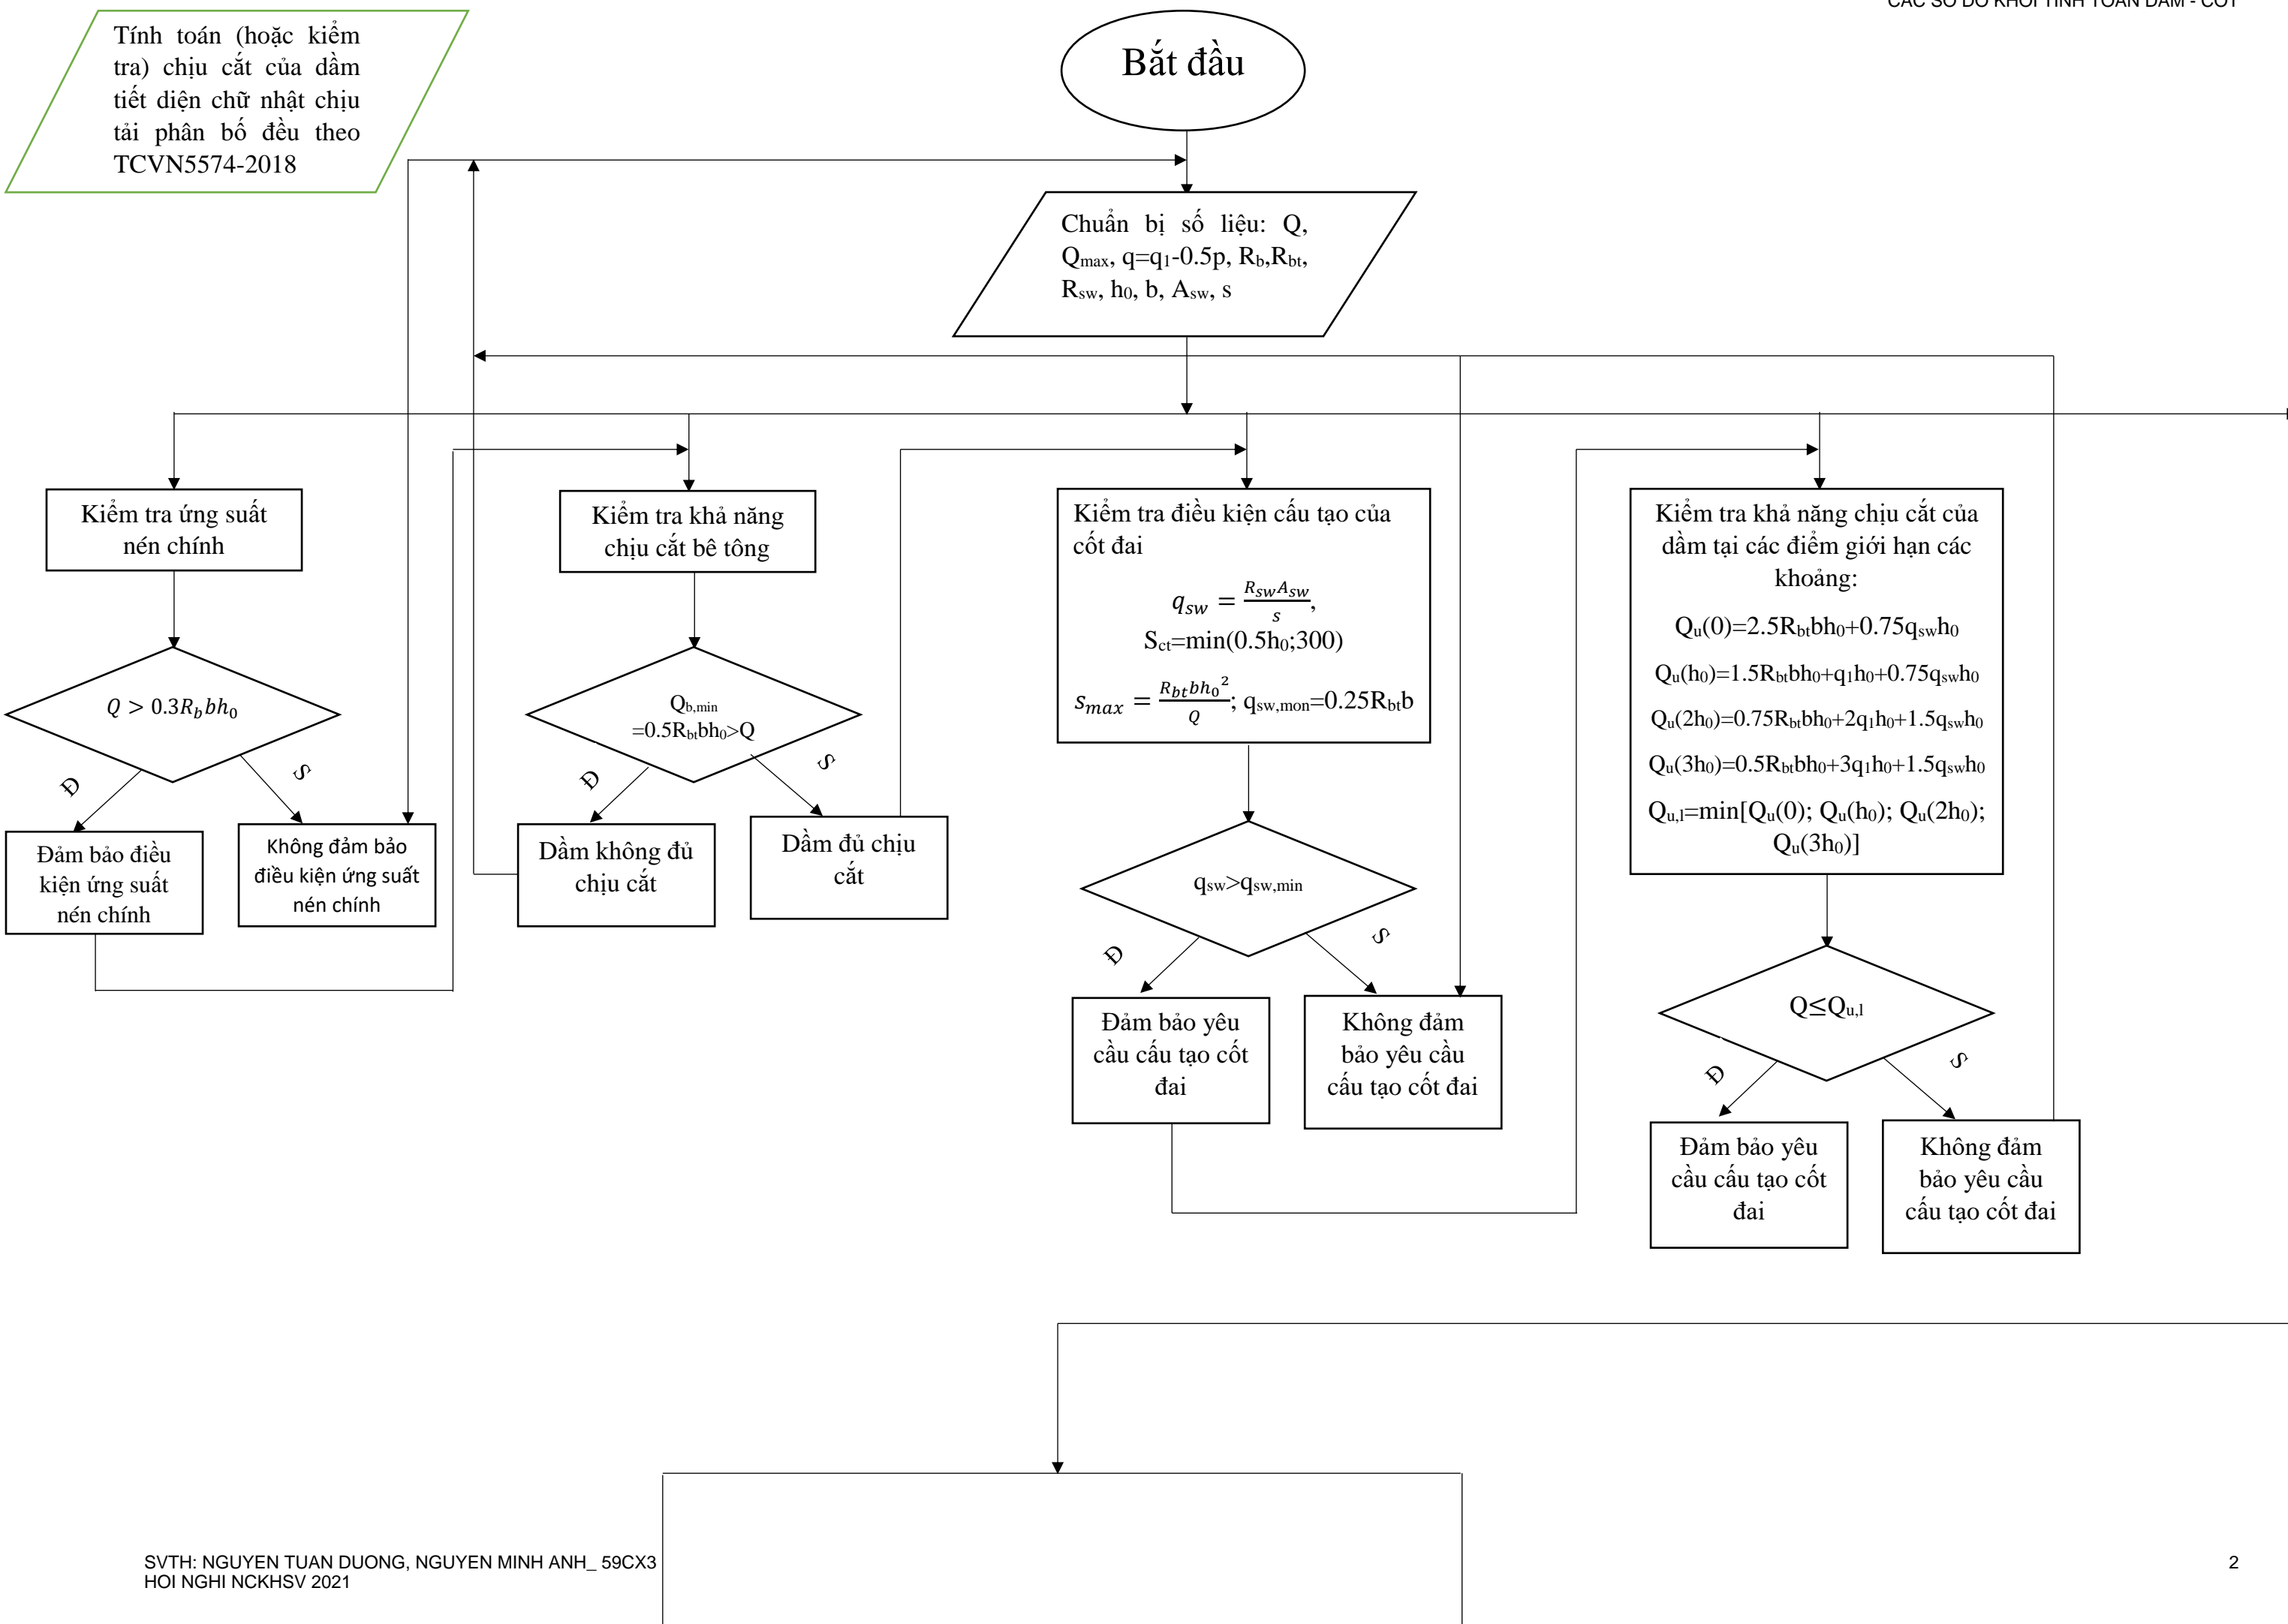 CÁC SƠ ĐỒ KHỐI TÍNH TOÁN DẦM - CỘT
Tính toán (hoặc kiểm
tra) chịu cắt của dầm
tiết diện chữ nhật chịu
tải phân bố đều theo
TCVN5574-2018
Bắt đầu
Chuẩn bị số liệu: Q,
Qmax, q=q1-0.5p, Rb,Rbt,
Rsw, h0, b, Asw, s
Kiểm tra ứng suất
nén chính
Q > 0.3Rbbh0
Đ
S
Đảm bảo điều
kiện ứng suất
nén chính
Không đảm bảo
điều kiện ứng suất
nén chính
Kiểm tra khả năng
chịu cắt bê tông
Qb,min
=0.5Rbtbh0>Q
Đ
S
Dầm không đủ
chịu cắt
Dầm đủ chịu
cắt
Kiểm tra điều kiện cấu tạo của
cốt đai
qsw = RswAsw/s,
Sct=min(0.5h0;300)
smax = Rbtbh0²/Q; qsw,mon=0.25Rbtb
qsw>qsw,min
Đ
S
Đảm bảo yêu
cầu cấu tạo cốt
đai
Không đảm
bảo yêu cầu
cấu tạo cốt đai
Kiểm tra khả năng chịu cắt của
dầm tại các điểm giới hạn các
khoảng:
Qu(0)=2.5Rbtbh0+0.75qswh0
Qu(h0)=1.5Rbtbh0+q1h0+0.75qswh0
Qu(2h0)=0.75Rbtbh0+2q1h0+1.5qswh0
Qu(3h0)=0.5Rbtbh0+3q1h0+1.5qswh0
Qu,l=min[Qu(0); Qu(h0); Qu(2h0);
Qu(3h0)]
Q≤Qu,l
Đ
S
Đảm bảo yêu
cầu cấu tạo cốt
đai
Không đảm
bảo yêu cầu
cấu tạo cốt đai
SVTH: NGUYEN TUAN DUONG, NGUYEN MINH ANH_ 59CX3
HOI NGHI NCKHSV 2021
2